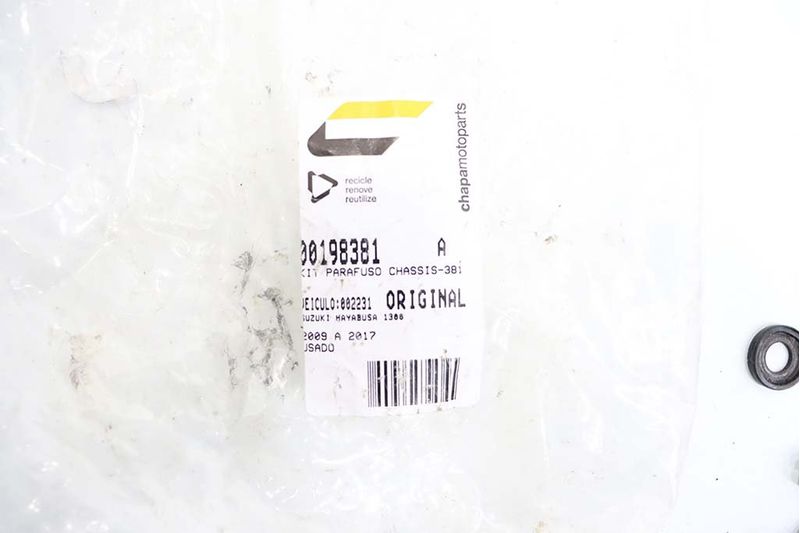 chapamotoparts
recicle
renove
reutilize
00198381 A
KIT PARAFUSO CHASSIS-381
VEICULO:002231 ORIGINAL
SUZUKI HAYABUSA 1300
2009 A 2017
USADO